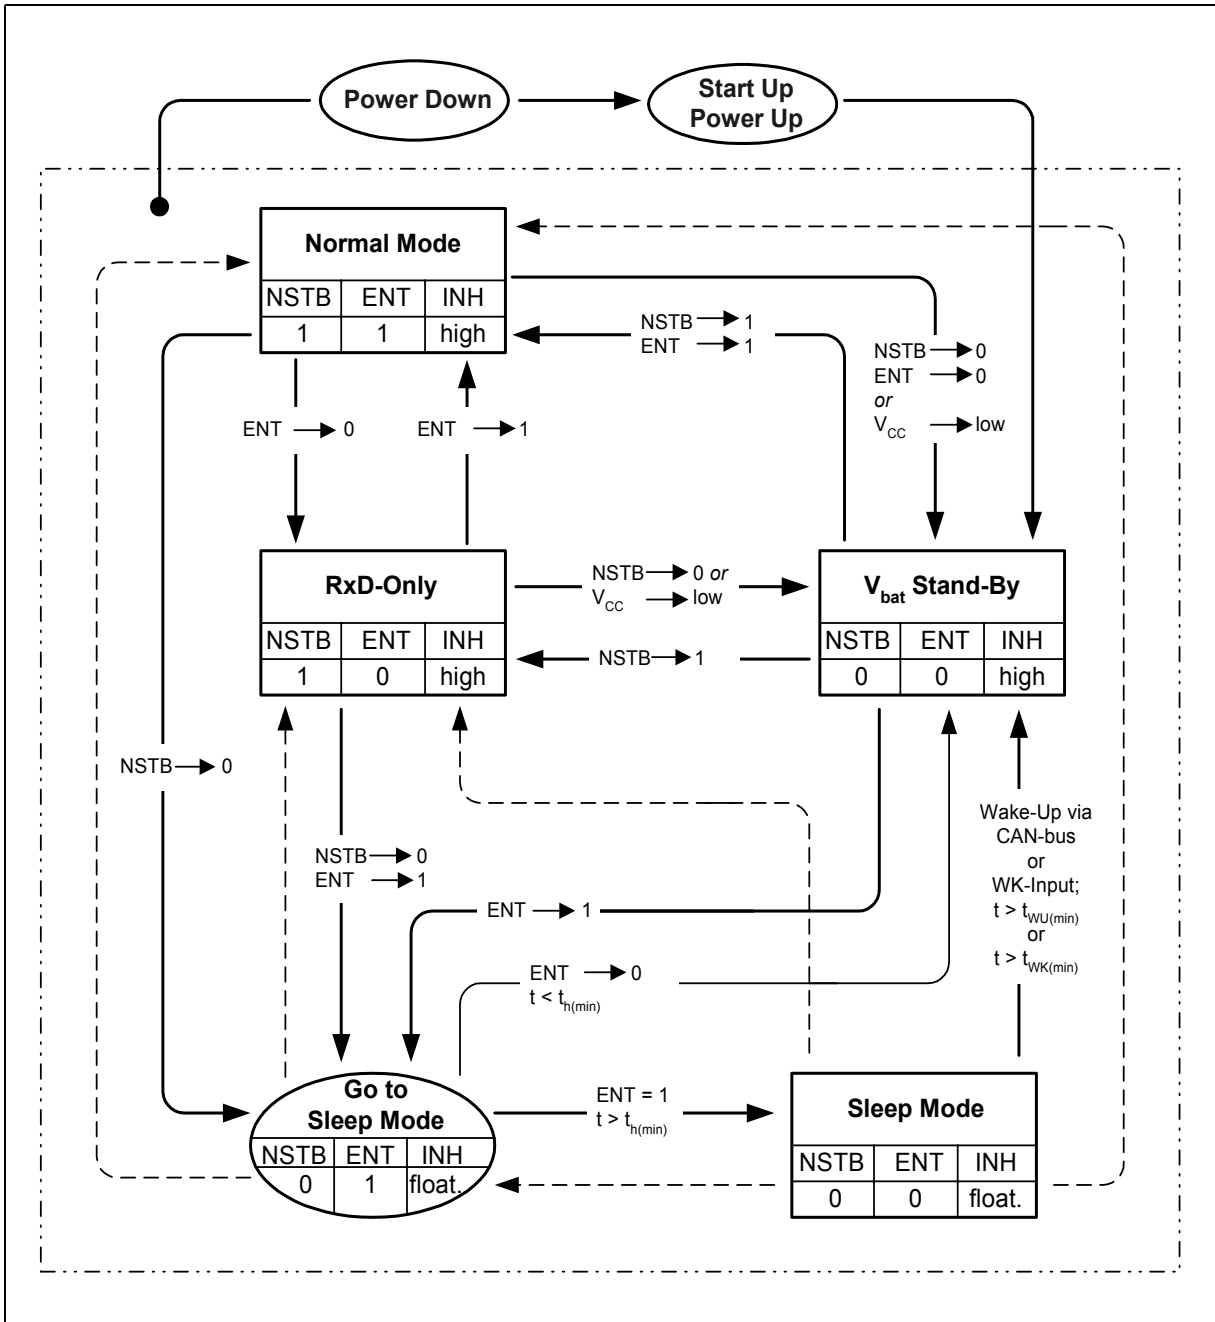 Power Down
Start Up
Power Up
Normal Mode
NSTB ENT INH
1 1 high
NSTB 1
ENT 1
NSTB 0
ENT 0
or
VCC low
ENT 0
ENT 1
RxD-Only
NSTB ENT INH
1 0 high
NSTB 0 or
VCC low
NSTB 1
Vbat Stand-By
NSTB ENT INH
0 0 high
NSTB 0
NSTB 0
ENT 1
ENT 1
ENT 0
t < th(min)
Wake-Up via
CAN-bus
or
WK-Input;
t > tWU(min)
or
t > tWK(min)
Go to
Sleep Mode
NSTB ENT INH
0 1 float.
ENT = 1
t > th(min)
Sleep Mode
NSTB ENT INH
0 0 float.